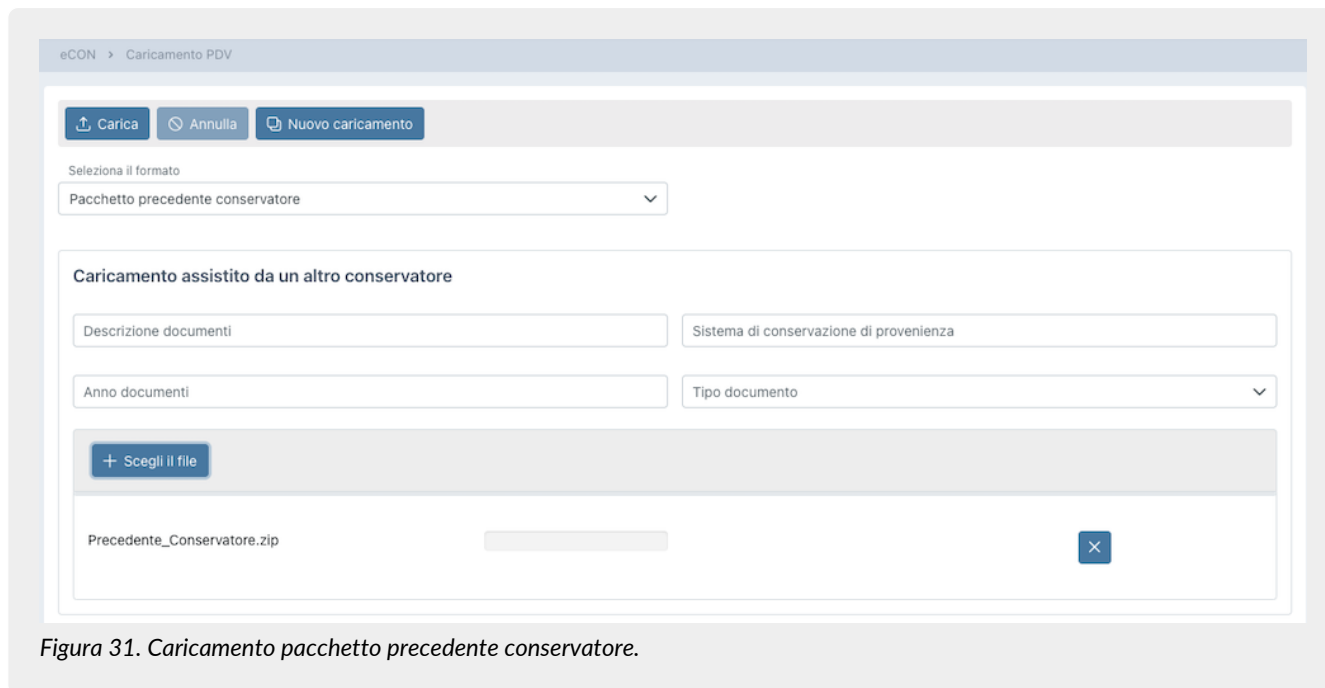 eCON > Caricamento PDV
Carica Annulla Nuovo caricamento
Seleziona il formato
Pacchetto precedente conservatore
Caricamento assistito da un altro conservatore
Descrizione documenti Sistema di conservazione di provenienza
Anno documenti Tipo documento
+ Scegli il file
Precedente_Conservatore.zip
Figura 31. Caricamento pacchetto precedente conservatore.